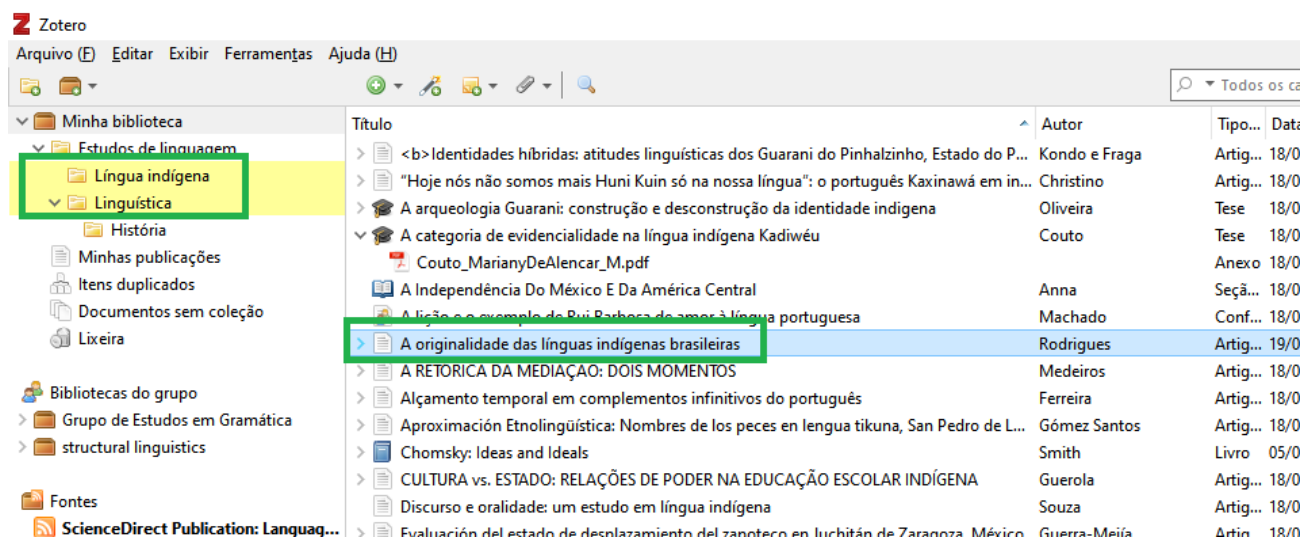 Zotero
Arquivo (F) Editar Exibir Ferramentas Ajuda (H)
Todos os ca
Minha biblioteca
Estudos de linguagem
Língua indígena
Linguística
História
Minhas publicações
Itens duplicados
Documentos sem coleção
Lixeira
Bibliotecas do grupo
Grupo de Estudos em Gramática
structural linguistics
Fontes
ScienceDirect Publication: Languag...
Título Autor Tipo... Data
<b>Identidades híbridas: atitudes linguísticas dos Guarani do Pinhalzinho, Estado do P... Kondo e Fraga Artig... 18/0
“Hoje nós não somos mais Huni Kuin só na nossa língua”: o português Kaxinawá em in... Christino Artig... 18/0
A arqueologia Guarani: construção e desconstrução da identidade indigena Oliveira Tese 18/0
A categoria de evidencialidade na língua indígena Kadiwéu Couto Tese 18/0
Couto_MarianyDeAlencar_M.pdf Anexo 18/0
A Independência Do México E Da América Central Anna Seçã... 18/0
A lição e o exemplo de Rui Barbosa de amor à língua portuguesa Machado Conf... 18/0
A originalidade das línguas indígenas brasileiras Rodrigues Artig... 19/0
A RETÓRICA DA MEDIAÇÃO: DOIS MOMENTOS Medeiros Artig... 18/0
Alçamento temporal em complementos infinitivos do português Ferreira Artig... 18/0
Aproximación Etnolingüística: Nombres de los peces en lengua tikuna, San Pedro de L... Gómez Santos Artig... 18/0
Chomsky: Ideas and Ideals Smith Livro 05/0
CULTURA vs. ESTADO: RELAÇÕES DE PODER NA EDUCAÇÃO ESCOLAR INDÍGENA Guerola Artig... 18/0
Discurso e oralidade: um estudo em língua indígena Souza Artig... 18/0
Evaluación del estado de desplazamiento del zapoteco en Juchitán de Zaragoza, México Guerra-Mejía Artig... 18/0